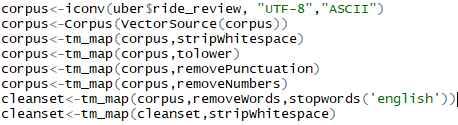 corpus<-iconv(uber$ride_review, "UTF-8","ASCII")
corpus<-Corpus(VectorSource(corpus))
corpus<-tm_map(corpus,stripWhitespace)
corpus<-tm_map(corpus,tolower)
corpus<-tm_map(corpus,removePunctuation)
corpus<-tm_map(corpus,removeNumbers)
cleanset<-tm_map(corpus,removeWords,stopwords('english'))
cleanset<-tm_map(cleanset,stripWhitespace)